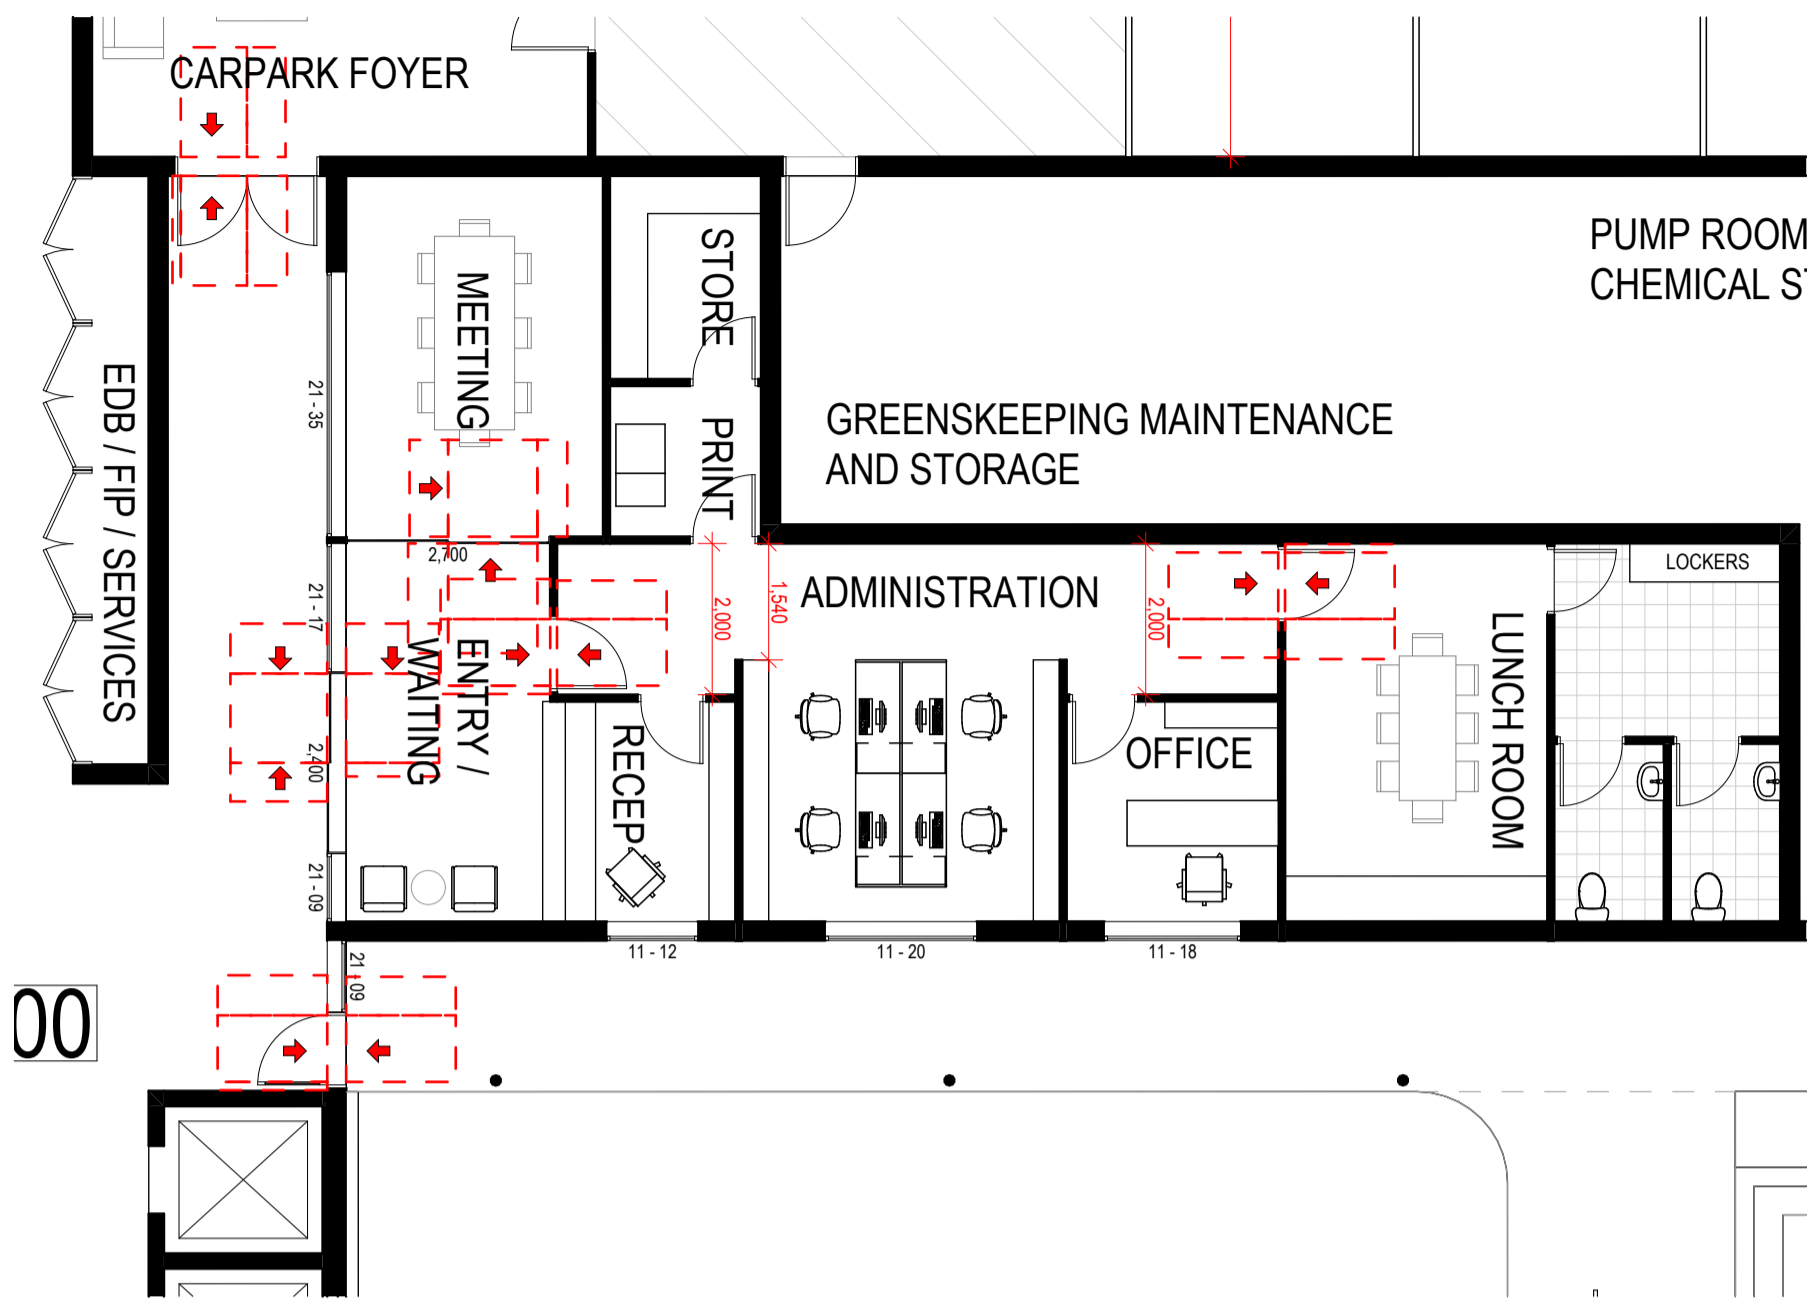 CARPARK FOYER
PUMP ROOM
CHEMICAL
STORE
MEETING
EDB / FIP / SERVICES
21 - 35
PRINT
GREENSKEEPING MAINTENANCE
AND STORAGE
2,700
LOCKERS
21 - 17
2,000
1,540
ADMINISTRATION
2,000
LUNCH ROOM
ENTRY /
WAITING
RECEP
OFFICE
2,400
21 - 09
11 - 12
11 - 20
11 - 18
21 - 09
00